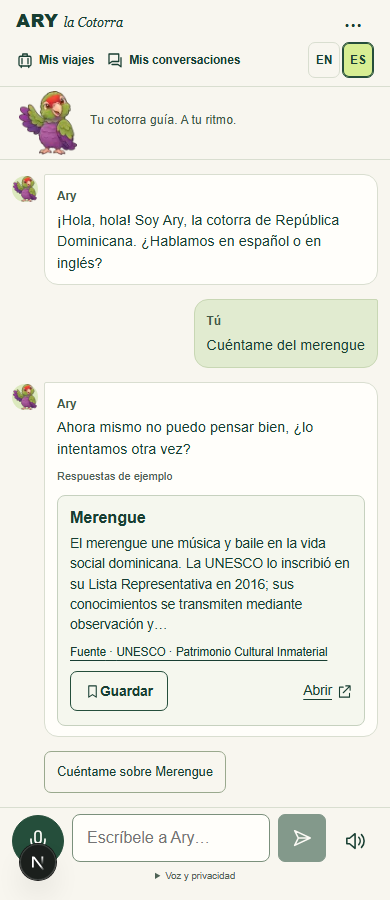 ARY la Cotorra
...
Mis viajes Mis conversaciones EN ES
Tu cotorra guía. A tu ritmo.
Ary
¡Hola, hola! Soy Ary, la cotorra de República
Dominicana. ¿Hablamos en español o en
inglés?
Tú
Cuéntame del merengue
Ary
Ahora mismo no puedo pensar bien, ¿lo
intentamos otra vez?
Respuestas de ejemplo
Merengue
El merengue une música y baile en la vida
social dominicana. La UNESCO lo inscribió en
su Lista Representativa en 2016; sus
conocimientos se transmiten mediante
observación y…
Fuente · UNESCO · Patrimonio Cultural Inmaterial
Guardar Abrir
Cuéntame sobre Merengue
Escríbele a Ary…
N
Voz y privacidad